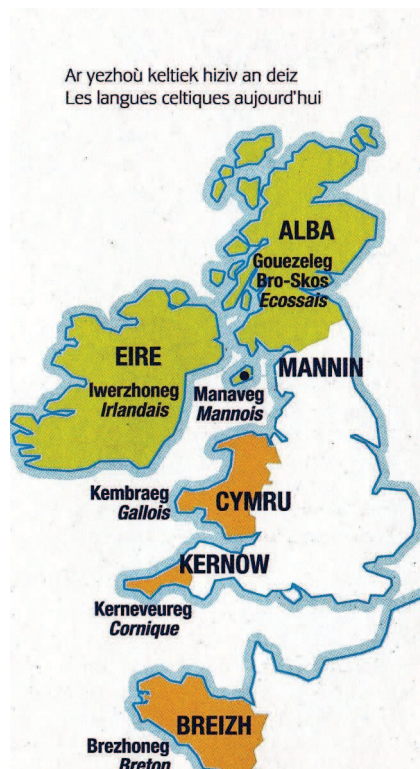 Ar yezhoù keltiek hiziv an deiz
Les langues celtiques aujourd'hui
ALBA
Gouezeleg
Bro-Skos
Ecossais
EIRE
Iwerzhoneg
Irlandais
MANNIN
Manaveg
Mannois
Kembraeg
Gallois
CYMRU
KERNOW
Kerneveureg
Cornique
BREIZH
Brezhoneg
Breton